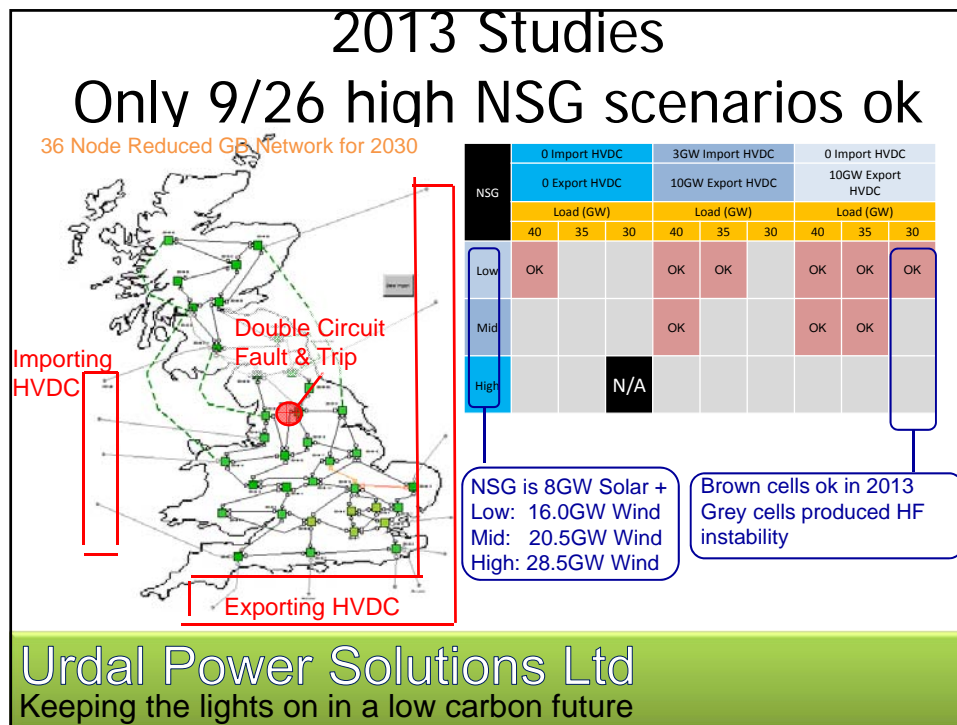 2013 Studies
Only 9/26 high NSG scenarios ok
36 Node Reduced GB Network for 2030
Double Circuit
Fault & Trip
Importing
HVDC
Exporting HVDC
NSG
0 Import HVDC
3GW Import HVDC
0 Import HVDC
0 Export HVDC
10GW Export HVDC
10GW Export
HVDC
Load (GW)
Load (GW)
Load (GW)
40 35 30 40 35 30 40 35 30
Low OK OK OK OK OK OK
Mid OK OK OK
High N/A
NSG is 8GW Solar +
Low: 16.0GW Wind
Mid: 20.5GW Wind
High: 28.5GW Wind
Brown cells ok in 2013
Grey cells produced HF
instability
Urdal Power Solutions Ltd
Keeping the lights on in a low carbon future